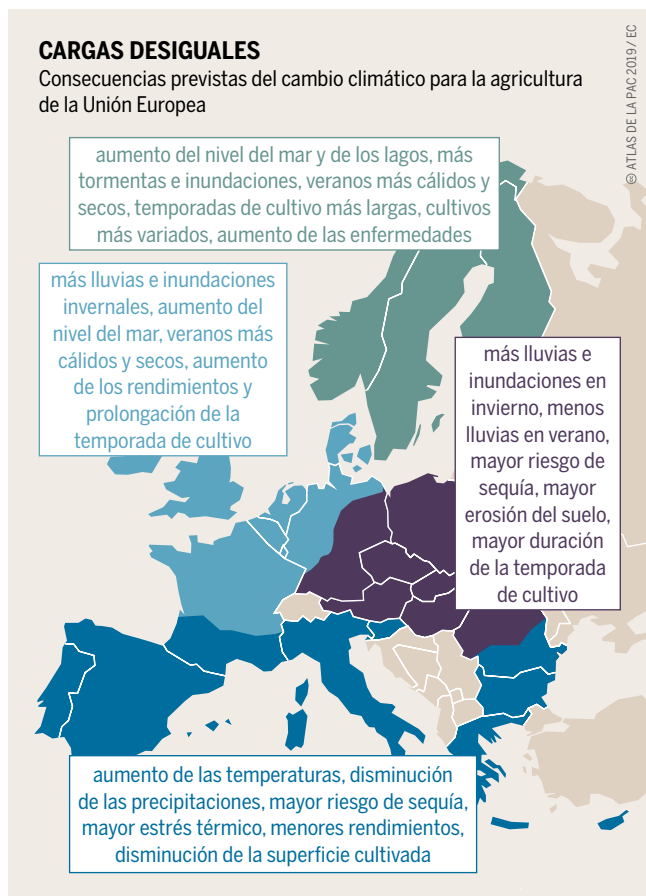 CARGAS DESIGUALES
Consecuencias previstas del cambio climático para la agricultura
de la Unión Europea
aumento del nivel del mar y de los lagos, más
tormentas e inundaciones, veranos más cálidos y
secos, temporadas de cultivo más largas, cultivos
más variados, aumento de las enfermedades
más lluvias e inundaciones
invernales, aumento del
nivel del mar, veranos más
cálidos y secos, aumento
de los rendimientos y
prolongación de la
temporada de cultivo
más lluvias e
inundaciones en
invierno, menos
lluvias en verano,
mayor riesgo de
sequía, mayor
erosión del suelo,
mayor duración
de la temporada
de cultivo
aumento de las temperaturas, disminución
de las precipitaciones, mayor riesgo de sequía,
mayor estrés térmico, menores rendimientos,
disminución de la superficie cultivada
ATLAS DE LA PAC 2019 / EC